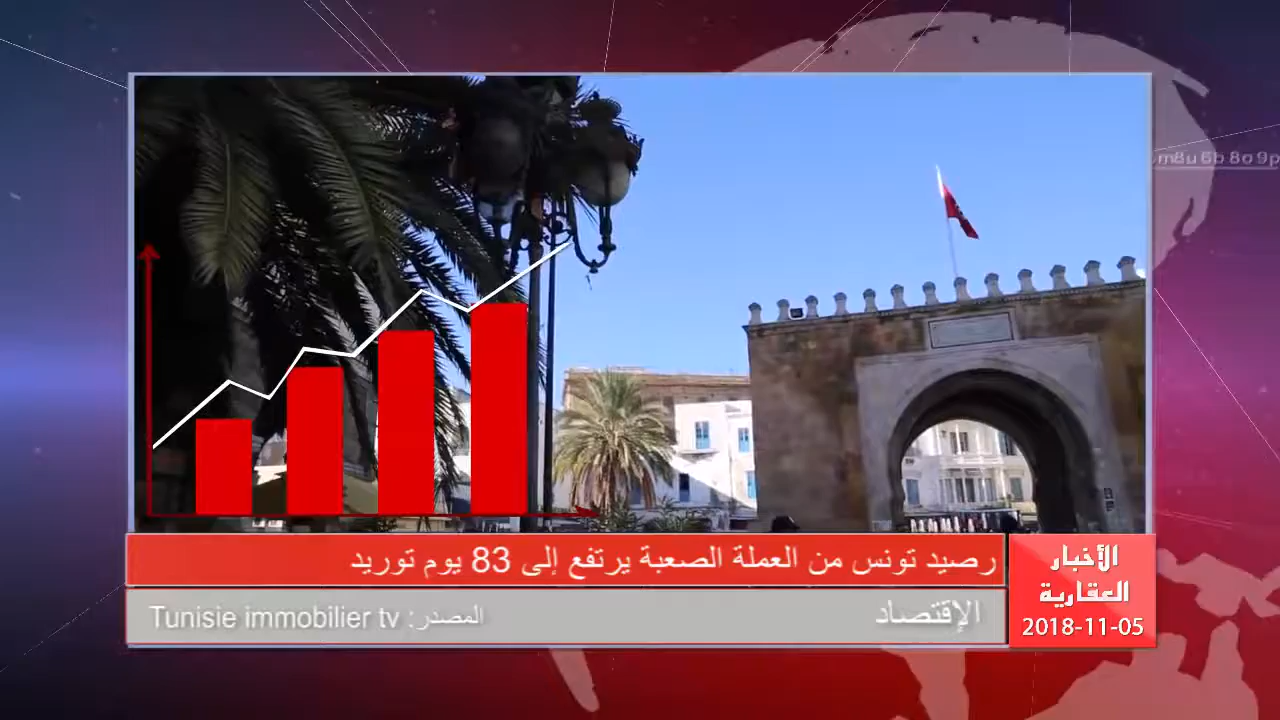 رصيد تونس من العملة الصعبة يرتفع إلى 83 يوم توريد
الإقتصاد
المصدر: Tunisie immobilier tv
الأخبار
العقارية
2018-11-05